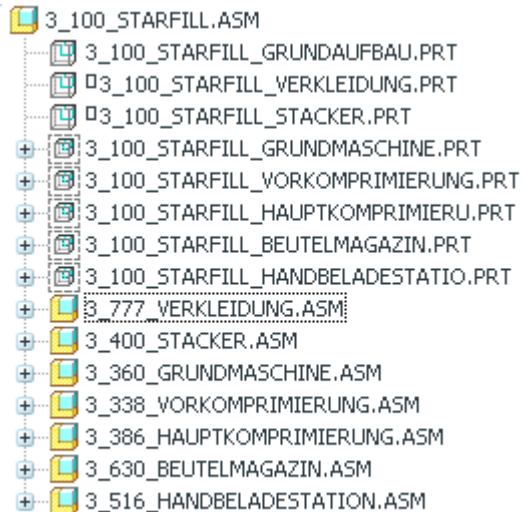 3_100_STARFILL.ASM
3_100_STARFILL_GRUNDAUFBAU.PRT
3_100_STARFILL_VERKLEIDUNG.PRT
3_100_STARFILL_STACKER.PRT
3_100_STARFILL_GRUNDMASCHINE.PRT
3_100_STARFILL_VORKOMPRIMIERUNG.PRT
3_100_STARFILL_HAUPTKOMPRIMIERU.PRT
3_100_STARFILL_BEUTELMAGAZIN.PRT
3_100_STARFILL_HANDBELADESTATIO.PRT
3_777_VERKLEIDUNG.ASM
3_400_STACKER.ASM
3_360_GRUNDMASCHINE.ASM
3_338_VORKOMPRIMIERUNG.ASM
3_386_HAUPTKOMPRIMIERUNG.ASM
3_630_BEUTELMAGAZIN.ASM
3_516_HANDBELADESTATION.ASM